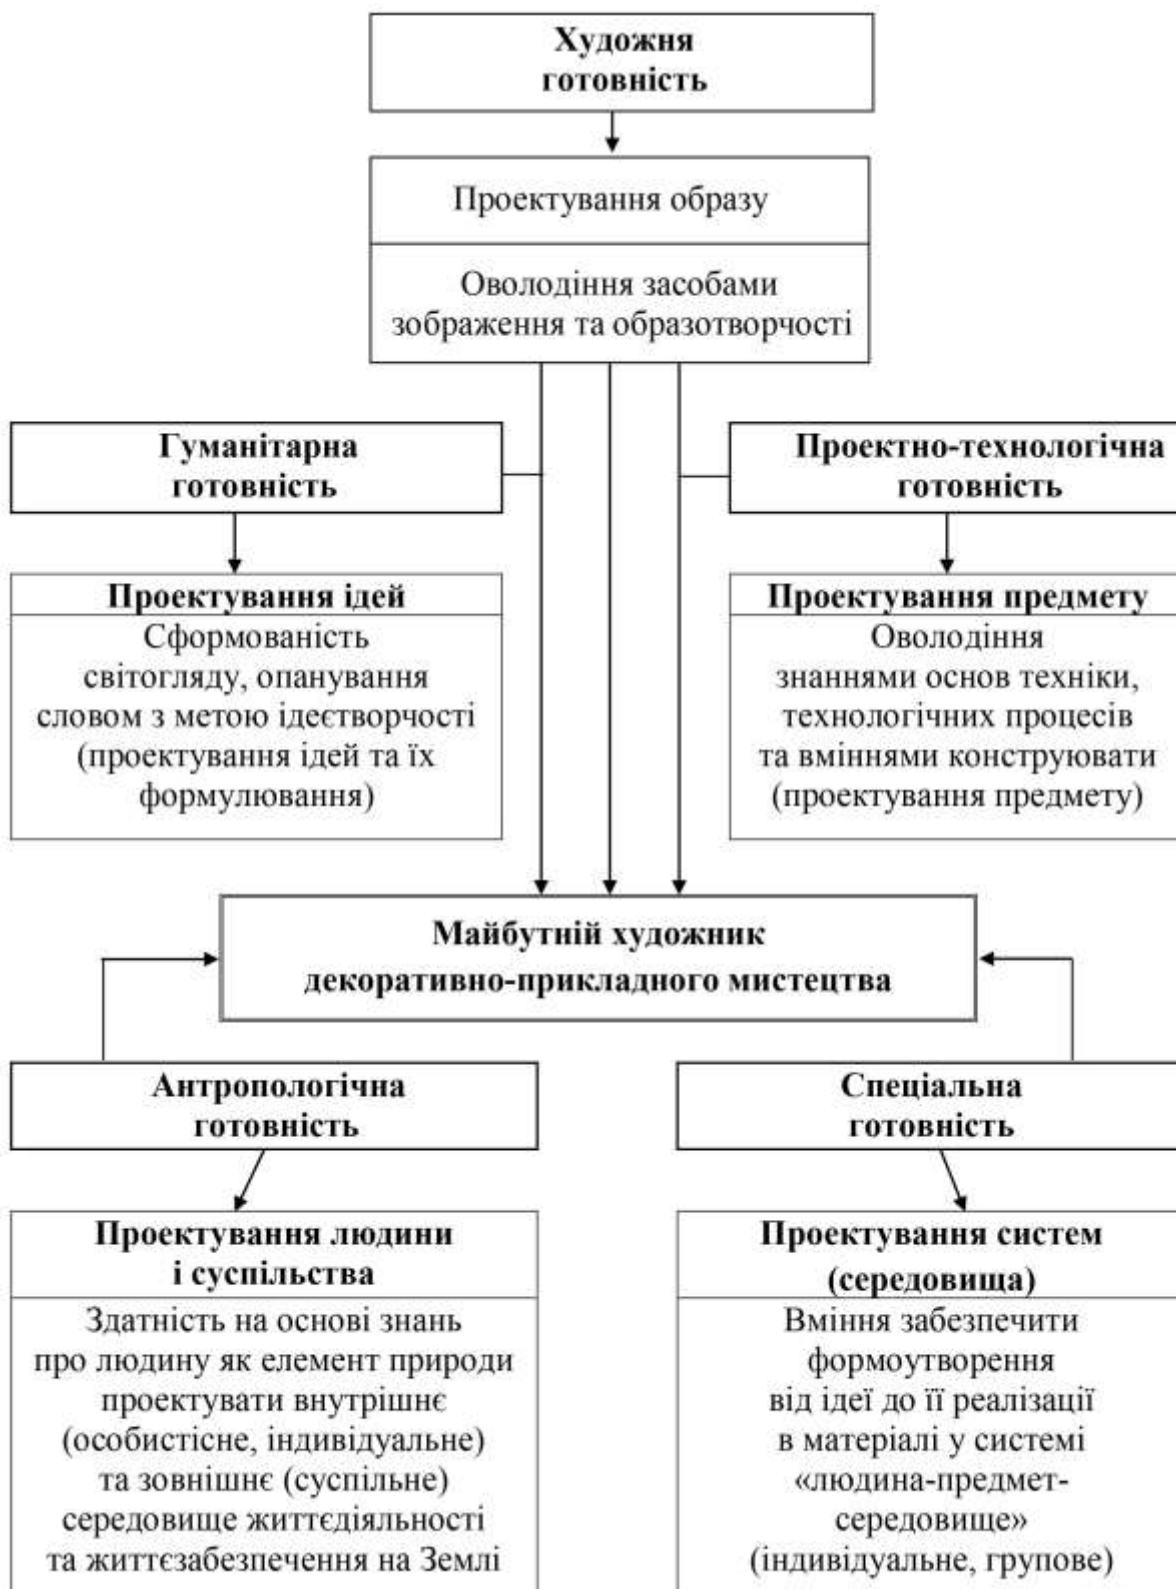 Художня
готовність
Проектування образу
Оволодіння засобами
зображення та образотворчості
Гуманітарна
готовність
Проектування ідей
Сформованість
світогляду, опанування
словом з метою ідеєтворчості
(проектування ідей та їх
формулювання)
Проектно-технологічна
готовність
Проектування предмету
Оволодіння
знаннями основ техніки,
технологічних процесів
та вміннями конструювати
(проектування предмету)
Майбутній художник
декоративно-прикладного мистецтва
Антропологічна
готовність
Проектування людини
і суспільства
Здатність на основі знань
про людину як елемент природи
проектувати внутрішнє
(особистісне, індивідуальне)
та зовнішнє (суспільне)
середовище життєдіяльності
та життєзабезпечення на Землі
Спеціальна
готовність
Проектування систем
(середовища)
Вміння забезпечити
формоутворення
від ідеї до її реалізації
в матеріалі у системі
«людина-предмет-
середовище»
(індивідуальне, групове)